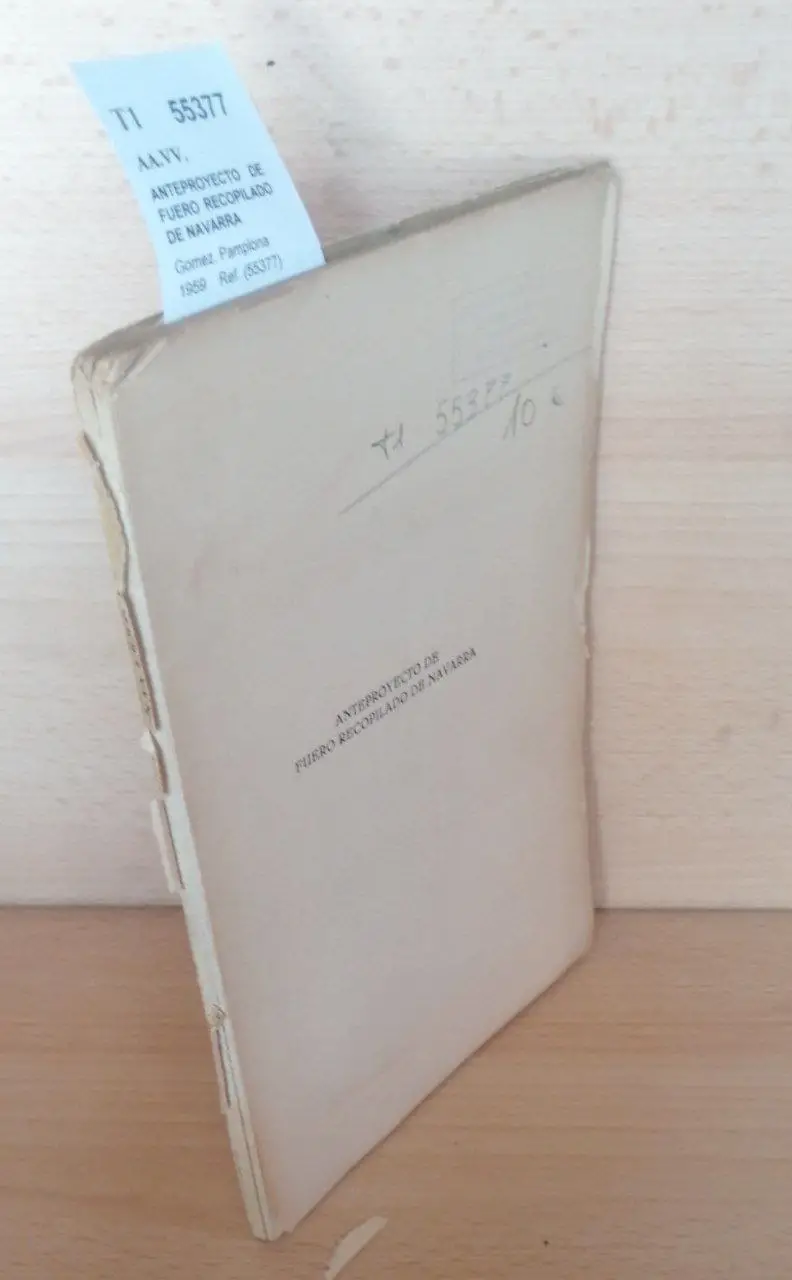 T1 55377
AA.VV.
ANTEPROYECTO DE
FUERO RECOPILADO
DE NAVARRA
Gomez. Pamplona
1959 Ref. (55377)
T1 55377
10 €
ANTEPROYECTO DE
FUERO RECOPILADO DE NAVARRA